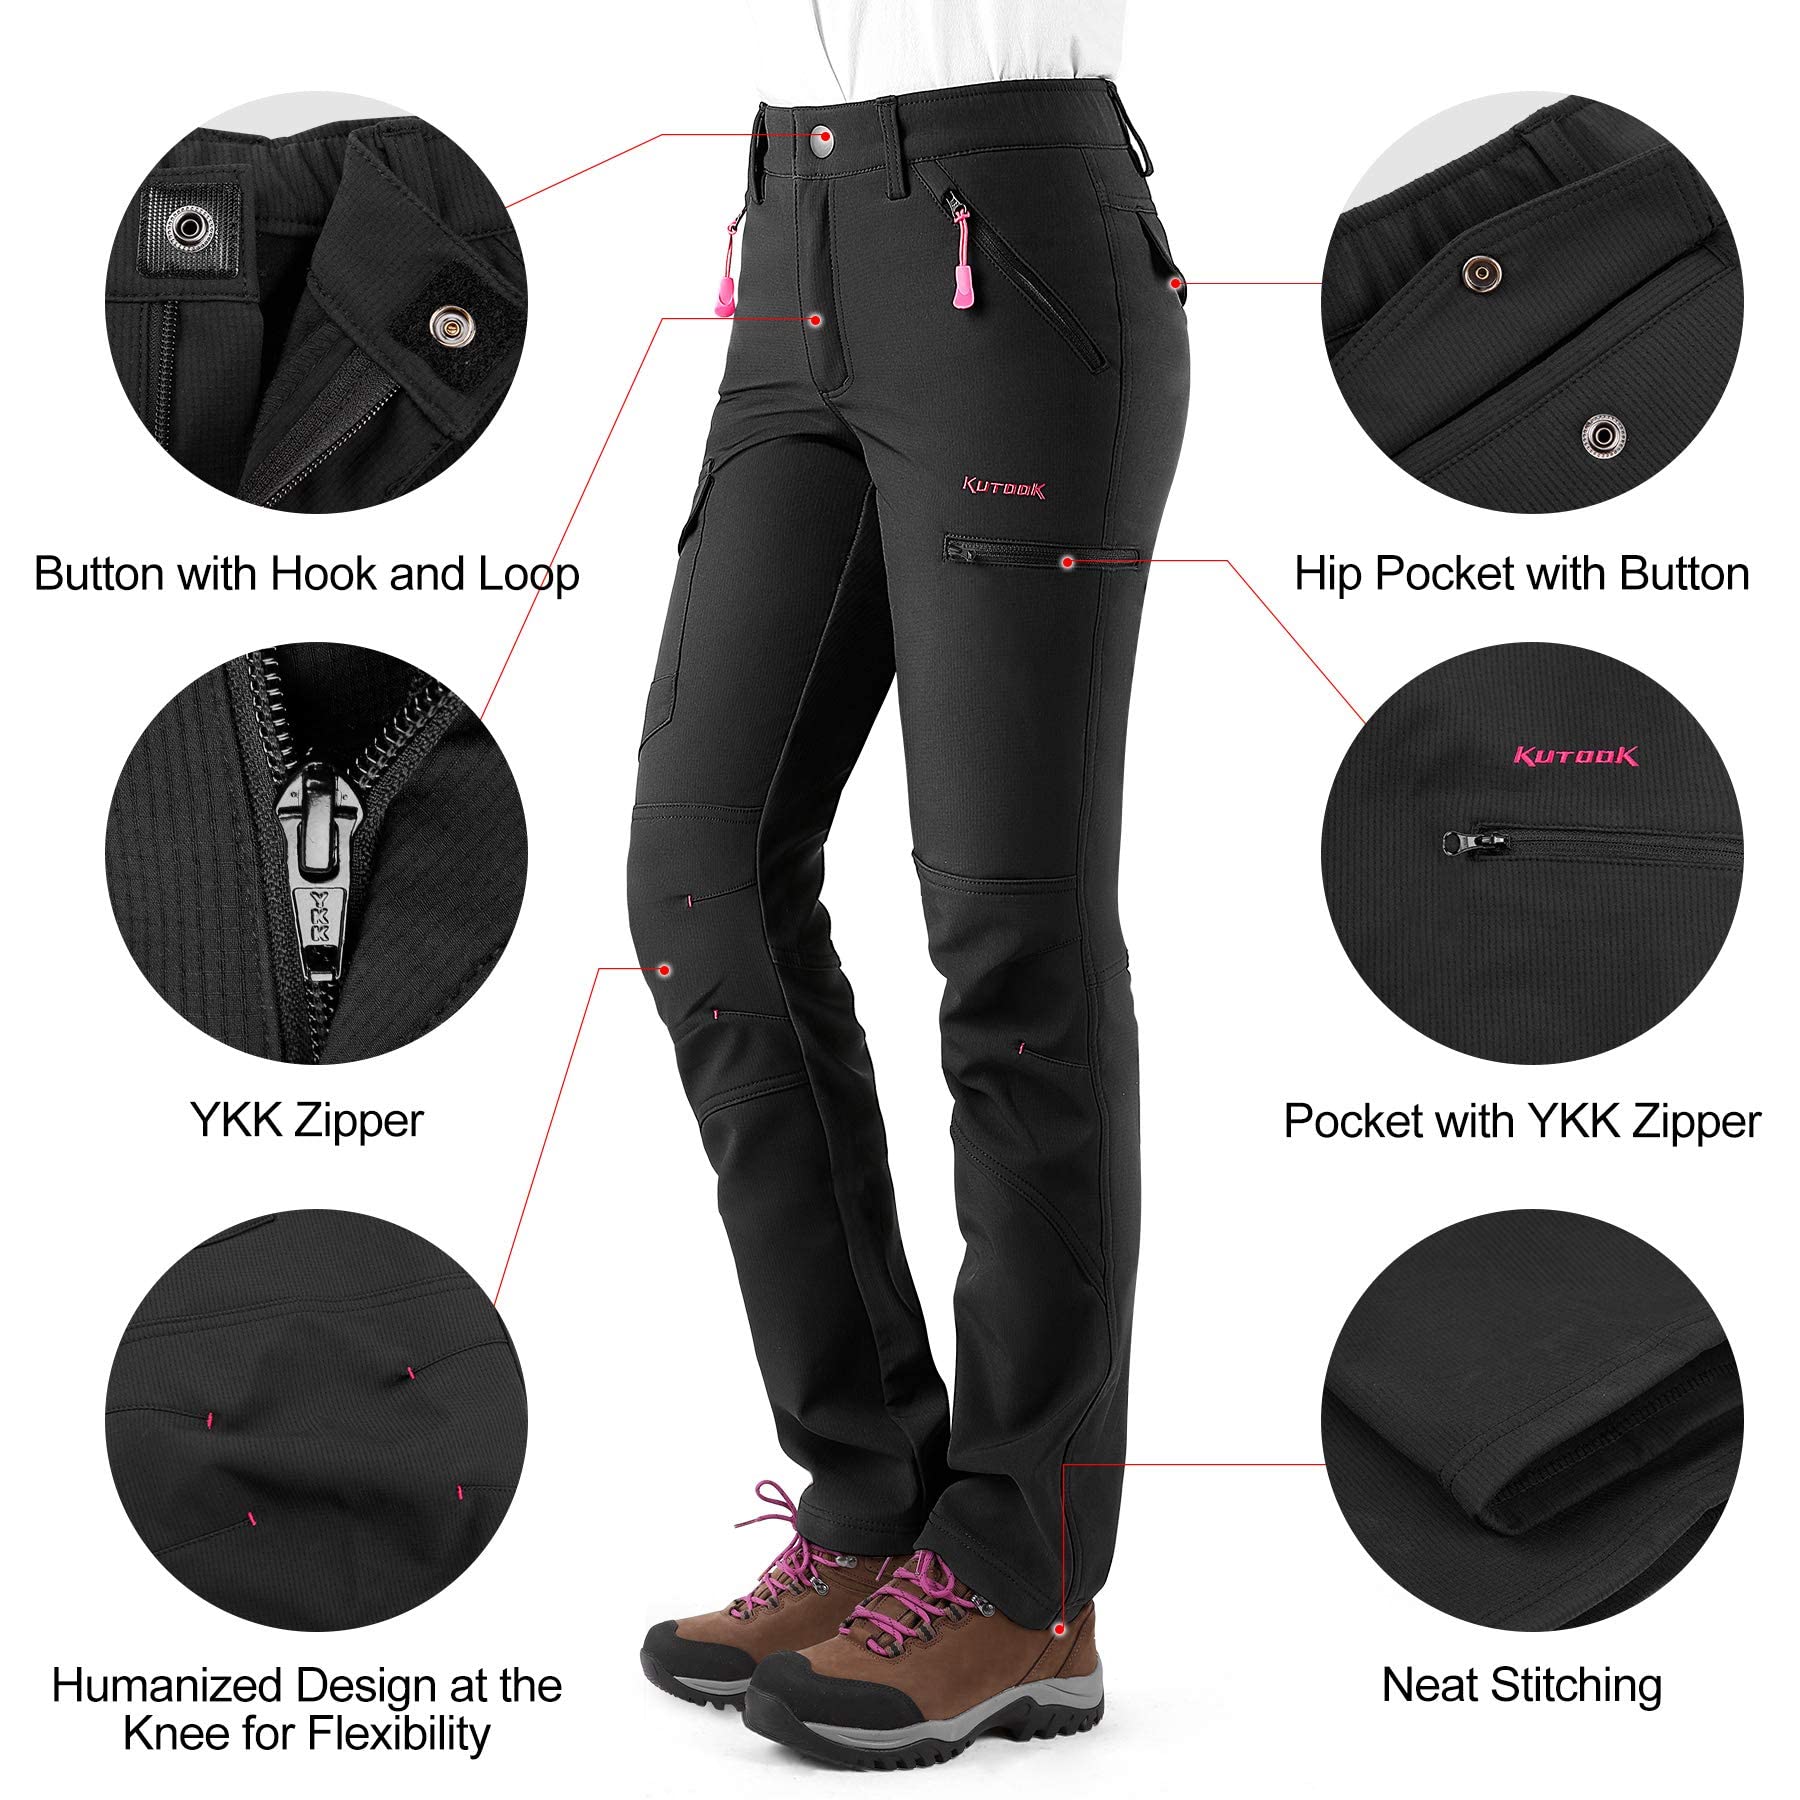 KUTOOK
Button with Hook and Loop
Hip Pocket with Button
YKK
YKK Zipper
KUTOOK
Pocket with YKK Zipper
Humanized Design at the
Knee for Flexibility
Neat Stitching